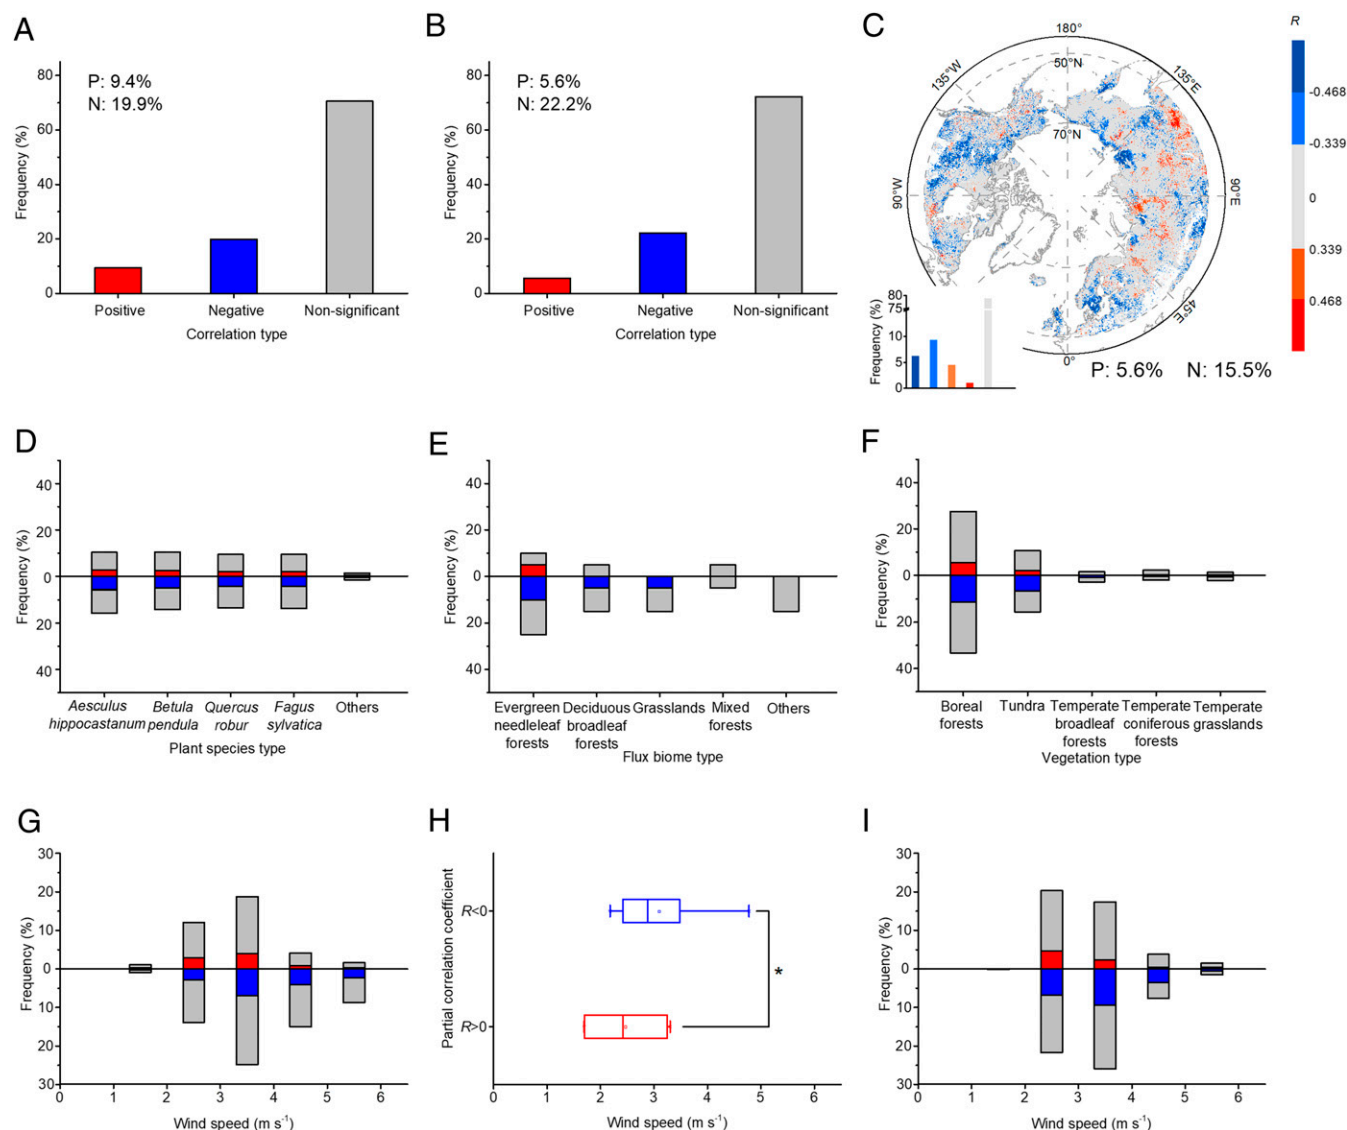 A
P: 9.4%
N: 19.9%
Frequency (%)
80
60
40
20
0
Positive
Negative
Non-significant
Correlation type
B
P: 5.6%
N: 22.2%
Frequency (%)
80
60
40
20
0
Positive
Negative
Non-significant
Correlation type
C
180°
135°W
50°N
135°E
70°N
90°W
90°E
45°E
0°
R
-0.468
-0.339
0
0.339
0.468
Frequency (%)
80
75
10
5
0
P: 5.6%
N: 15.5%
D
Frequency (%)
40
20
0
20
40
Aesculus
hippocastanum
Betula
pendula
Quercus
robur
Fagus
sylvatica
Others
Plant species type
E
Frequency (%)
40
20
0
20
40
Evergreen
needleleaf
forests
Deciduous
broadleaf
forests
Grasslands
Mixed
forests
Others
Flux biome type
F
Frequency (%)
40
20
0
20
40
Boreal
forests
Tundra
Temperate
broadleaf
forests
Temperate
coniferous
forests
Temperate
grasslands
Vegetation type
G
Frequency (%)
30
20
10
0
10
20
30
0 1 2 3 4 5 6
Wind speed (m s⁻¹)
H
Partial correlation coefficient
R<0
R>0
*
0 1 2 3 4 5 6
Wind speed (m s⁻¹)
I
Frequency (%)
30
20
10
0
10
20
30
0 1 2 3 4 5 6
Wind speed (m s⁻¹)